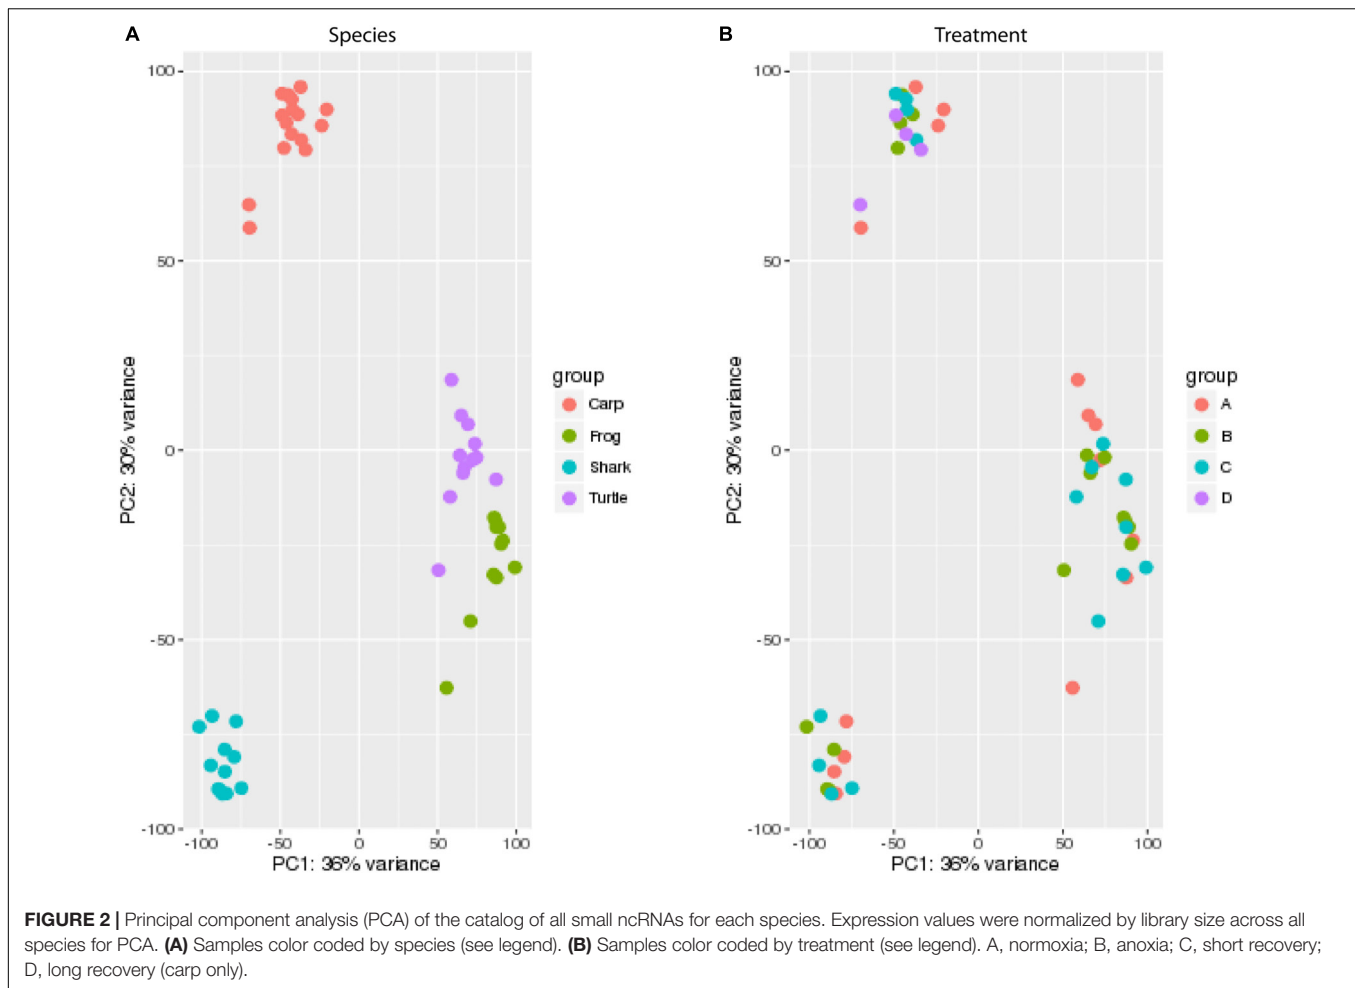 A
Species
100
50
0
-50
-100
-100
-50
0
50
100
PC2: 30% variance
PC1: 36% variance
group
Carp
Frog
Shark
Turtle
B
Treatment
100
50
0
-50
-100
-100
-50
0
50
100
PC2: 30% variance
PC1: 36% variance
group
A
B
C
D
FIGURE 2 | Principal component analysis (PCA) of the catalog of all small ncRNAs for each species. Expression values were normalized by library size across all
species for PCA. (A) Samples color coded by species (see legend). (B) Samples color coded by treatment (see legend). A, normoxia; B, anoxia; C, short recovery;
D, long recovery (carp only).